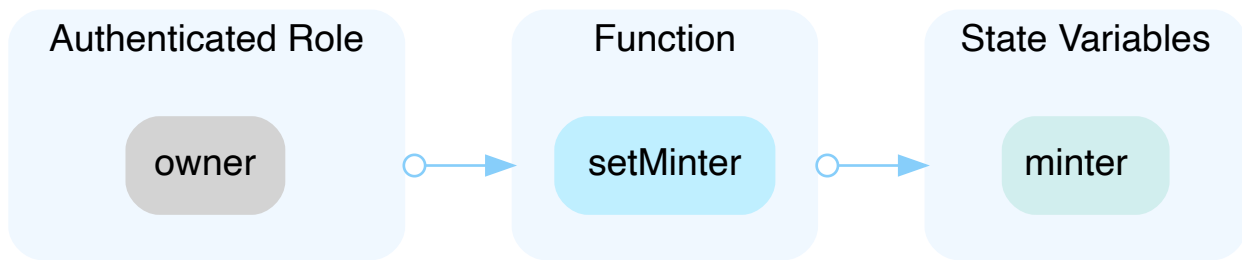 Authenticated Role
Function
State Variables
owner
setMinter
minter